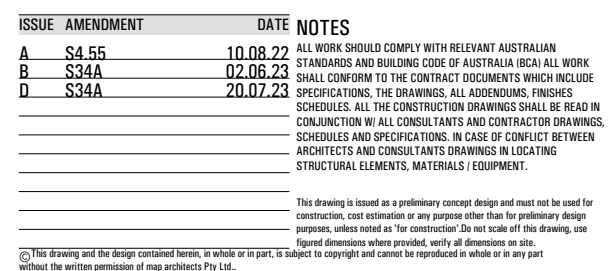 ISSUE AMENDMENT DATE
A S4.55 10.08.22
B S34A 02.06.23
D S34A 20.07.23
NOTES
ALL WORK SHOULD COMPLY WITH RELEVANT AUSTRALIAN
STANDARDS AND BUILDING CODE OF AUSTRALIA (BCA) ALL WORK
SHALL CONFORM TO THE CONTRACT DOCUMENTS WHICH INCLUDE
SPECIFICATIONS, THE DRAWINGS, ALL ADDENDUMS, FINISHES
SCHEDULES. ALL THE CONSTRUCTION DRAWINGS SHALL BE READ IN
CONJUNCTION W/ ALL CONSULTANTS AND CONTRACTOR DRAWINGS,
SCHEDULES AND SPECIFICATIONS. IN CASE OF CONFLICT BETWEEN
ARCHITECTS AND CONSULTANTS DRAWINGS IN LOCATING
STRUCTURAL ELEMENTS, MATERIALS / EQUIPMENT.
This drawing is issued as a preliminary concept design and must not be used for
construction, cost estimation or any purpose other than for preliminary design
purposes, unless noted as 'for construction'.Do not scale off this drawing, use
figured dimensions where provided, verify all dimensions on site.
©This drawing and the design contained herein, in whole or in part, is subject to copyright and cannot be reproduced in whole or in any part
without the written permission of map architects Pty Ltd..